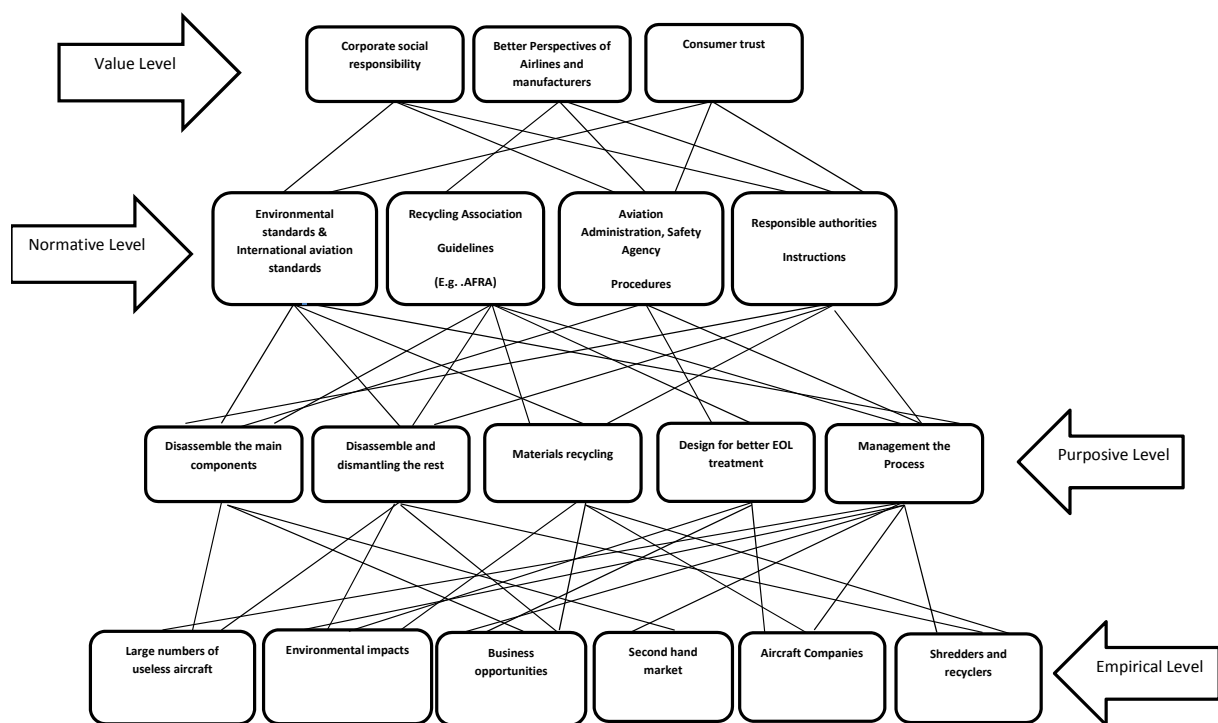 Value Level
Corporate social
responsibility
Better Perspectives of
Airlines and
manufacturers
Consumer trust
Normative Level
Environmental
standards &
International aviation
standards
Recycling Association
Guidelines
(E.g. .AFRA)
Aviation
Administration, Safety
Agency
Procedures
Responsible authorities
Instructions
Disassemble the main
components
Disassemble and
dismantling the rest
Materials recycling
Design for better EOL
treatment
Management the
Process
Purposive Level
Large numbers of
useless aircraft
Environmental impacts
Business
opportunities
Second hand
market
Aircraft Companies
Shredders and
recyclers
Empirical Level